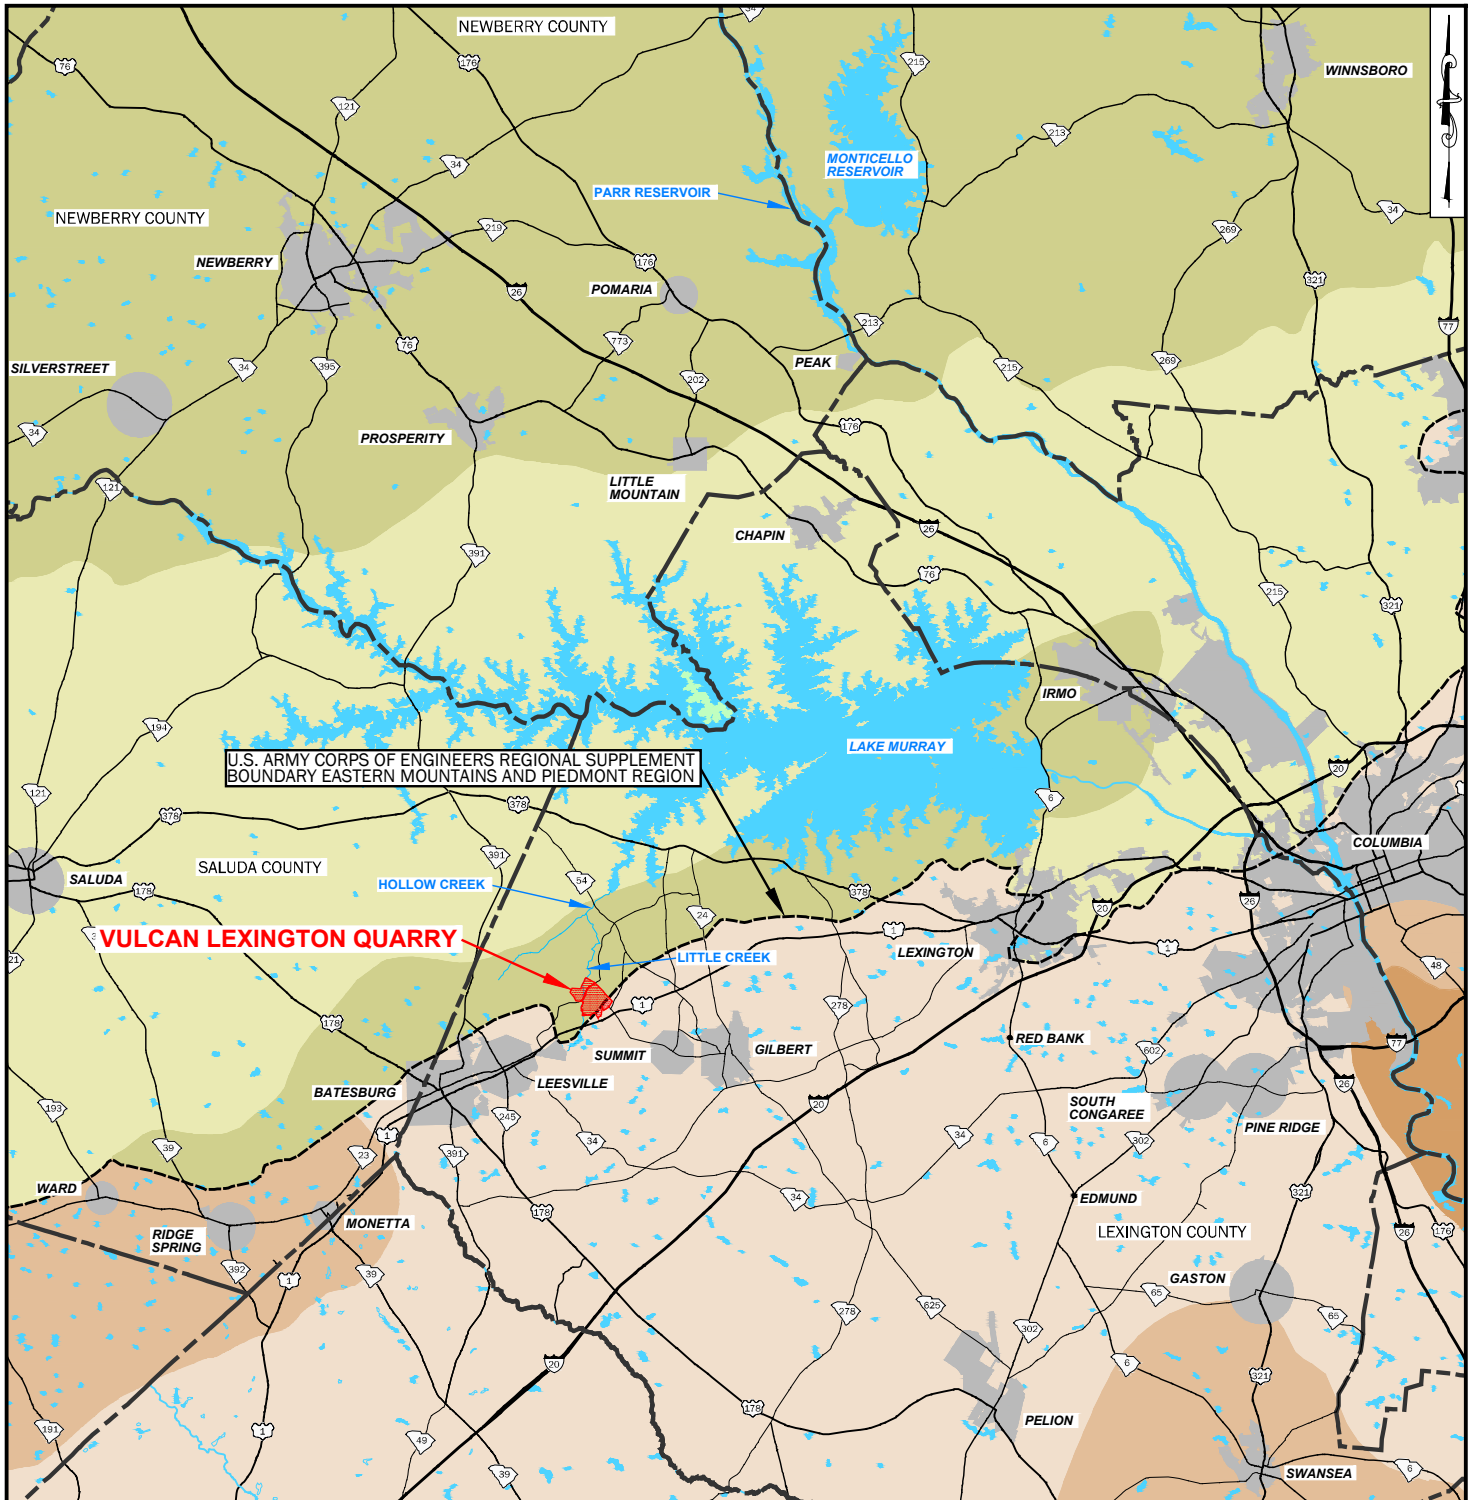 NEWBERRY COUNTY
34
76
176
215
WINNSBORO
121
213
34
MONTICELLO
RESERVOIR
PARR RESERVOIR
NEWBERRY COUNTY
219
269
34
NEWBERRY
176
POMARIA
26
321
213
77
773
76
SILVERSTREET
34
395
PEAK
215
269
202
34
PROSPERITY
176
LITTLE
MOUNTAIN
121
CHAPIN
26
391
76
215
321
IRMO
194
LAKE MURRAY
U.S. ARMY CORPS OF ENGINEERS REGIONAL SUPPLEMENT
BOUNDARY EASTERN MOUNTAINS AND PIEDMONT REGION
20
121
6
378
378
COLUMBIA
391
SALUDA COUNTY
SALUDA
54
HOLLOW CREEK
178
378
26
20
24
VULCAN LEXINGTON QUARRY
1
LEXINGTON
1
LITTLE CREEK
21
48
1
278
178
RED BANK
77
SUMMIT
GILBERT
602
LEESVILLE
26
BATESBURG
SOUTH
CONGAREE
193
20
245
PINE RIDGE
1
34
34
6
302
39
23
391
WARD
34
EDMUND
321
178
MONETTA
RIDGE
SPRING
LEXINGTON COUNTY
26
176
392
39
1
GASTON
65
625
278
65
302
20
6
321
178
PELION
191
1
49
39
SWANSEA
6